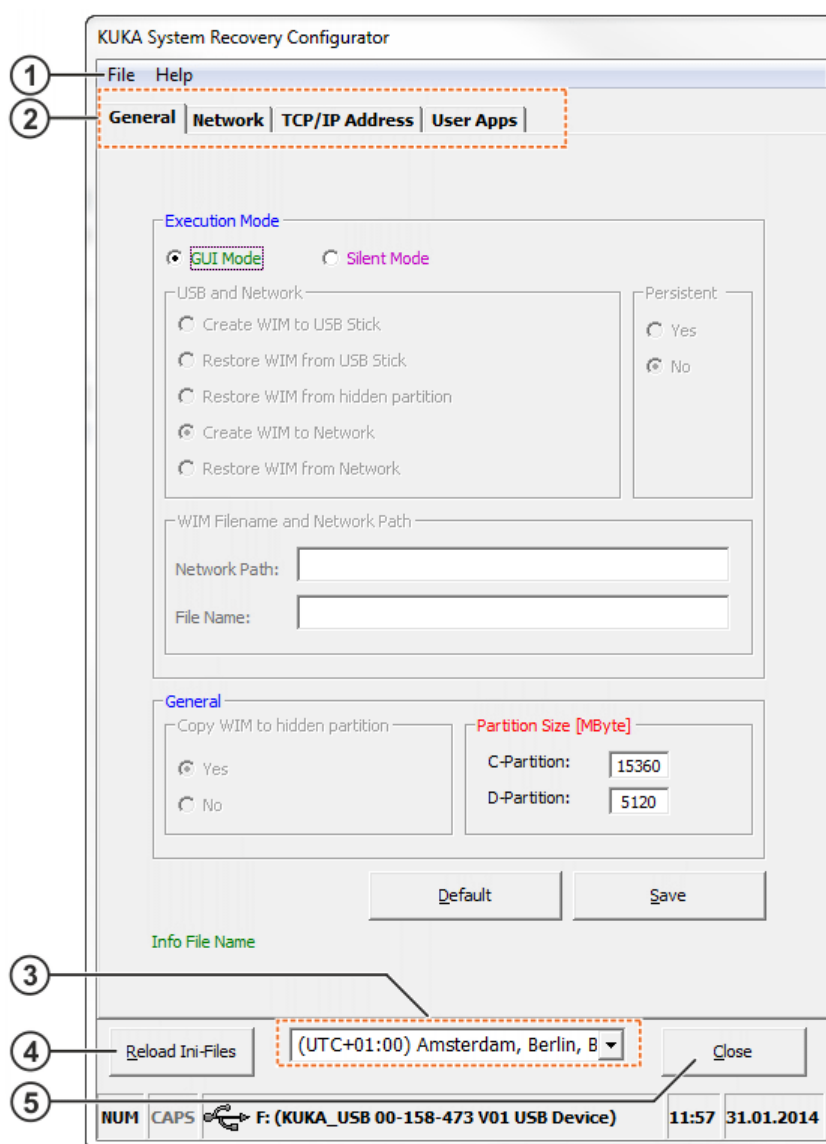 KUKA System Recovery Configurator
1 File Help
2 General Network TCP/IP Address User Apps
Execution Mode
GUI Mode Silent Mode
USB and Network
Create WIM to USB Stick
Restore WIM from USB Stick
Restore WIM from hidden partition
Create WIM to Network
Restore WIM from Network
Persistent
Yes
No
WIM Filename and Network Path
Network Path:
File Name:
General
Copy WIM to hidden partition
Yes
No
Partition Size [MByte]
C-Partition: 15360
D-Partition: 5120
Default Save
Info File Name
3
4 Reload Ini-Files (UTC+01:00) Amsterdam, Berlin, B Close
5
NUM CAPS F: (KUKA_USB 00-158-473 V01 USB Device) 11:57 31.01.2014